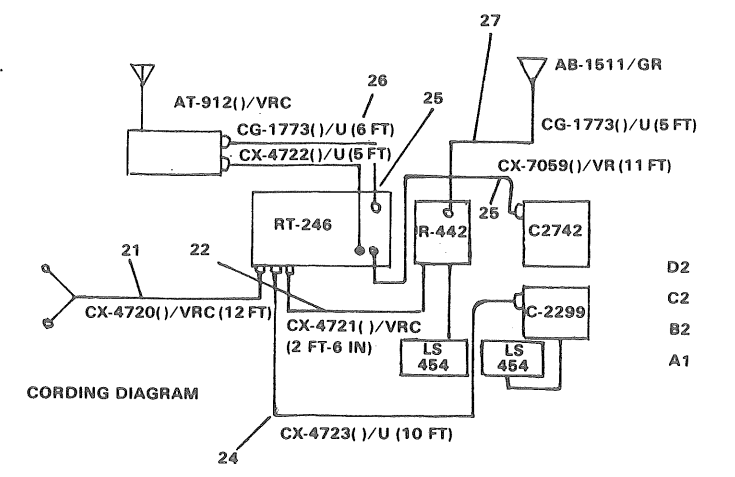 27
AB-1511/GR
26
AT-912()/VRC
25
CG-1773()/U (6 FT)
CG-1773()/U (5 FT)
CX-4722()/U (5 FT)
CX-7059()/VR (11 FT)
25
RT-246
R-442
C2742
21
22
D2
C2
C-2299
CX-4720()/VRC (12 FT)
CX-4721( )/VRC
(2 FT-6 IN)
B2
LS
454
LS
454
A1
CORDING DIAGRAM
CX-4723( )/U (10 FT)
24